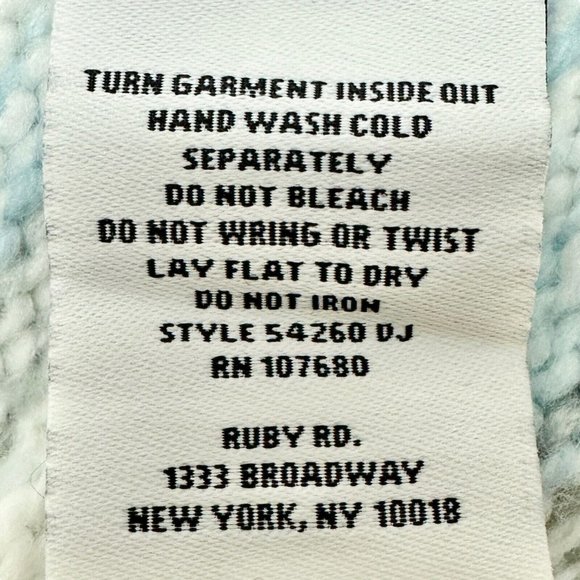 TURN GARMENT INSIDE OUT
HAND WASH COLD
SEPARATELY
DO NOT BLEACH
DO NOT WRING OR TWIST
LAY FLAT TO DRY
DO NOT IRON
STYLE 54260 DJ
RN 107680
RUBY RD.
1333 BROADWAY
NEW YORK, NY 10018